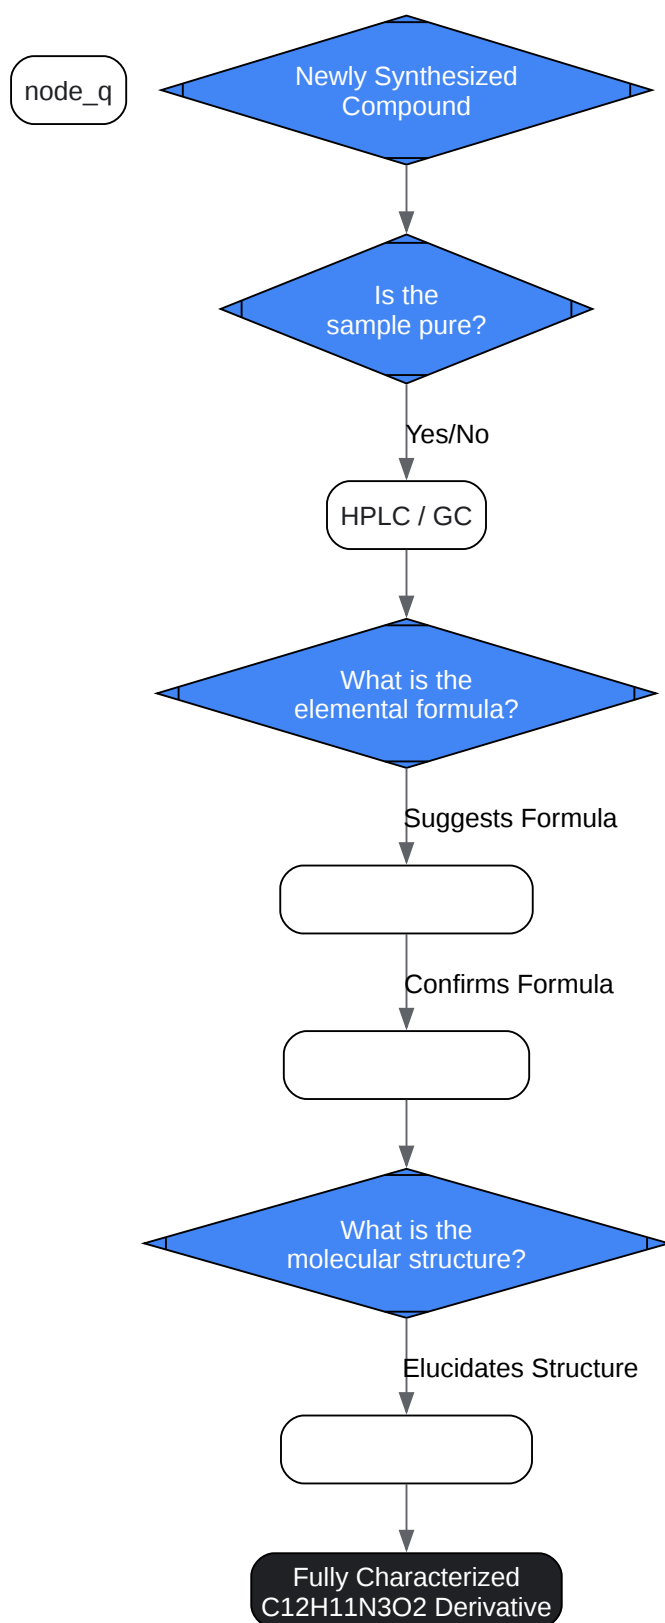 node_q
Newly Synthesized
Compound
Is the
sample pure?
Yes/No
HPLC / GC
What is the
elemental formula?
Suggests Formula
Confirms Formula
What is the
molecular structure?
Elucidates Structure
Fully Characterized
C12H11N3O2 Derivative